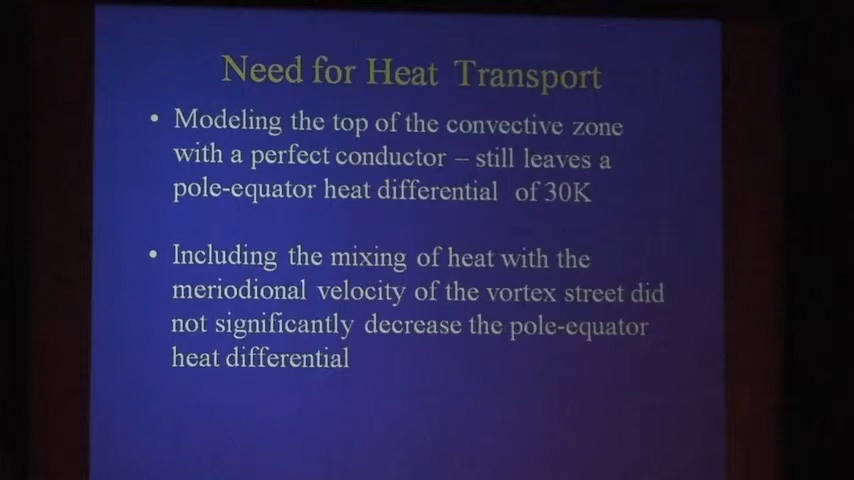 Need for Heat Transport
• Modeling the top of the convective zone
with a perfect conductor – still leaves a
pole-equator heat differential of 30K
• Including the mixing of heat with the
meriodional velocity of the vortex street did
not significantly decrease the pole-equator
heat differential